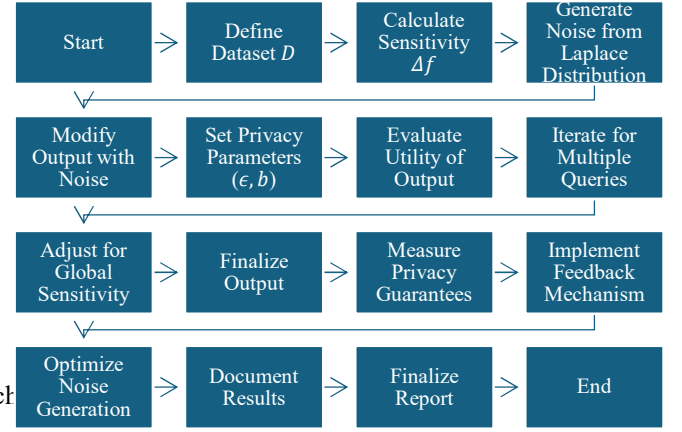 Start
Define
Dataset D
Calculate
Sensitivity
Δf
Generate
Noise from
Laplace
Distribution
Modify
Output with
Noise
Set Privacy
Parameters
(ϵ, b)
Evaluate
Utility of
Output
Iterate for
Multiple
Queries
Adjust for
Global
Sensitivity
Finalize
Output
Measure
Privacy
Guarantees
Implement
Feedback
Mechanism
Optimize
Noise
Generation
Document
Results
Finalize
Report
End